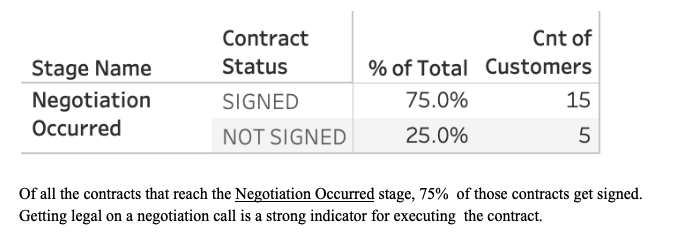 Contract Cnt of
Stage Name Status % of Total Customers
Negotiation SIGNED 75.0% 15
Occurred NOT SIGNED 25.0% 5
Of all the contracts that reach the Negotiation Occurred stage, 75% of those contracts get signed.
Getting legal on a negotiation call is a strong indicator for executing the contract.